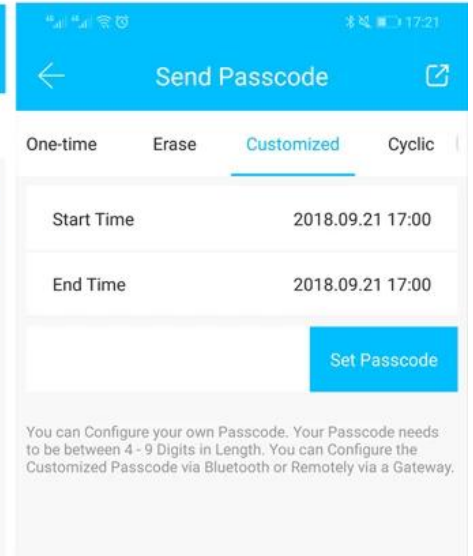 17:21
Send Passcode
One-time Erase Customized Cyclic
Start Time 2018.09.21 17:00
End Time 2018.09.21 17:00
Set Passcode
You can Configure your own Passcode. Your Passcode needs
to be between 4 - 9 Digits in Length. You can Configure the
Customized Passcode via Bluetooth or Remotely via a Gateway.